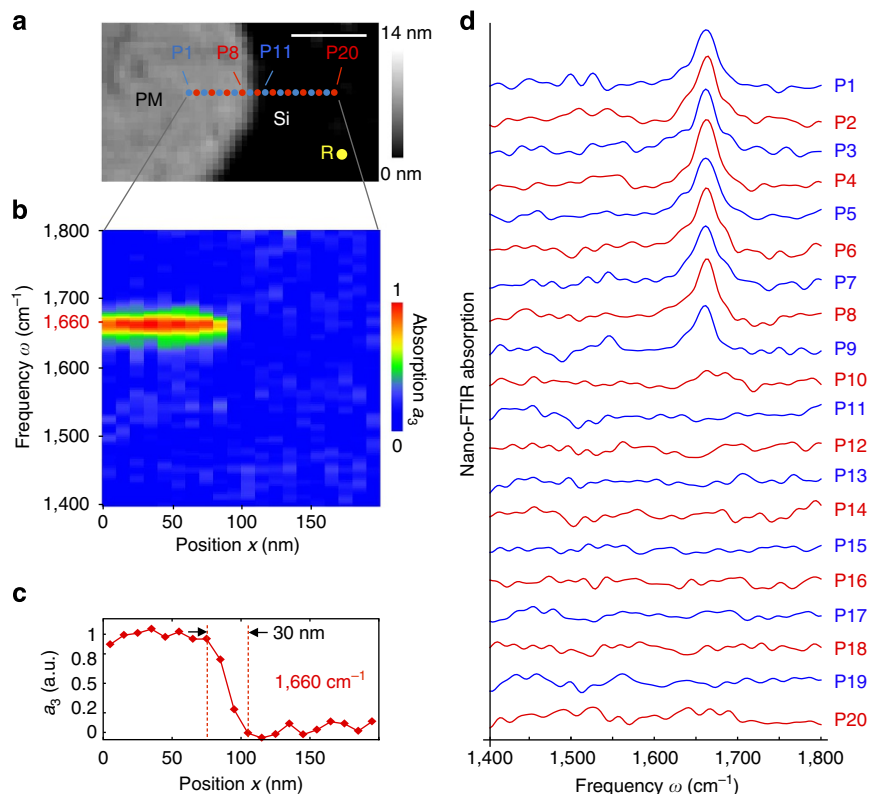 a
14 nm
P1
P8
P11
P20
PM
Si
R
0 nm
b
1,800
1,700
1,660
1,600
1,500
1,400
Frequency ω (cm⁻¹)
0
50
100
150
Position x (nm)
1
0
Absorption a₃
c
30 nm
1,660 cm⁻¹
1
0.8
0.5
0.2
0
a₃ (a.u.)
0
50
100
150
Position x (nm)
d
Nano-FTIR absorption
P1
P2
P3
P4
P5
P6
P7
P8
P9
P10
P11
P12
P13
P14
P15
P16
P17
P18
P19
P20
1,400
1,500
1,600
1,700
1,800
Frequency ω (cm⁻¹)